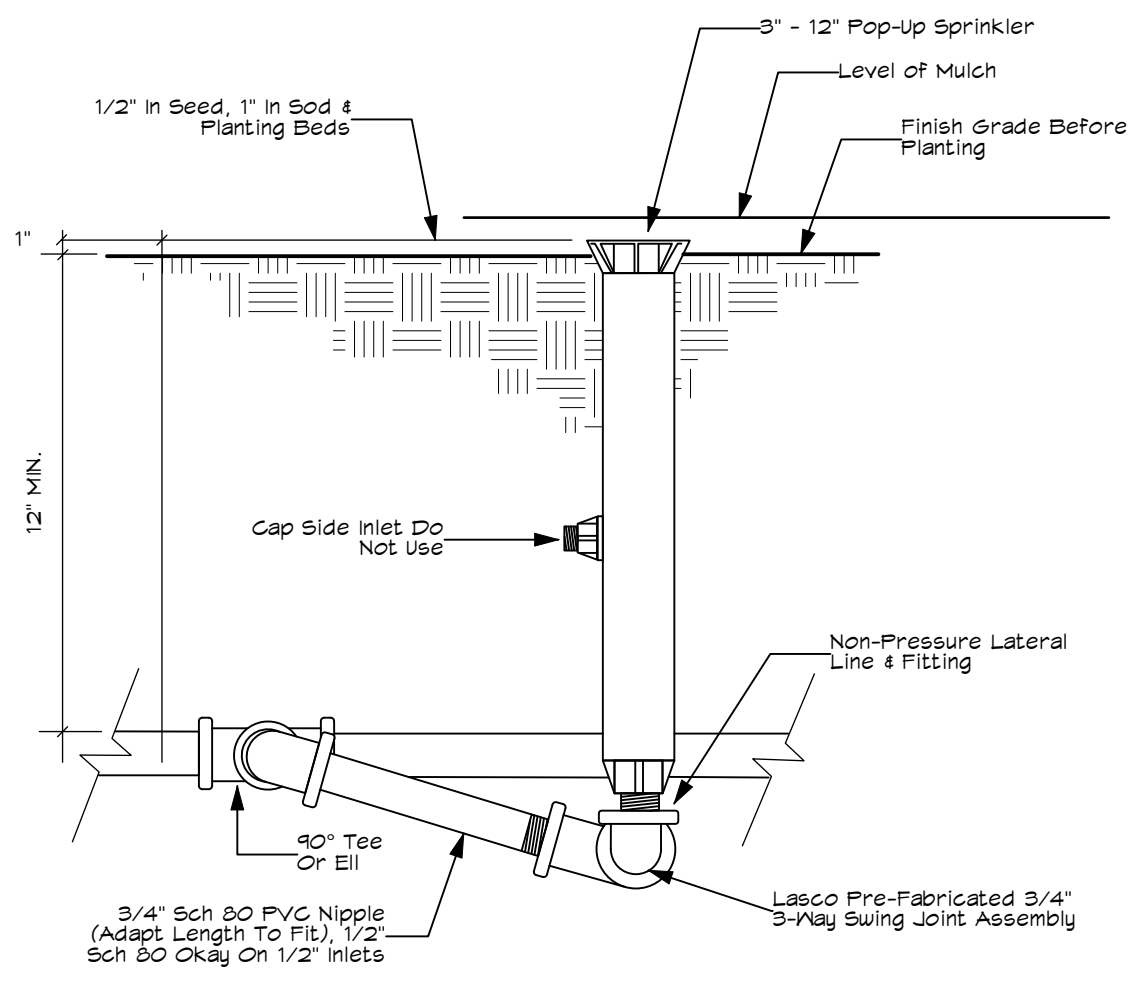 3" - 12" Pop-Up Sprinkler
Level of Mulch
1/2" In Seed, 1" In Sod &
Planting Beds
Finish Grade Before
Planting
1"
12" MIN.
Cap Side Inlet Do
Not Use
Non-Pressure Lateral
Line & Fitting
90° Tee
Or Ell
Lasco Pre-Fabricated 3/4"
3-Way Swing Joint Assembly
3/4" Sch 80 PVC Nipple
(Adapt Length To Fit), 1/2"
Sch 80 Okay On 1/2" Inlets